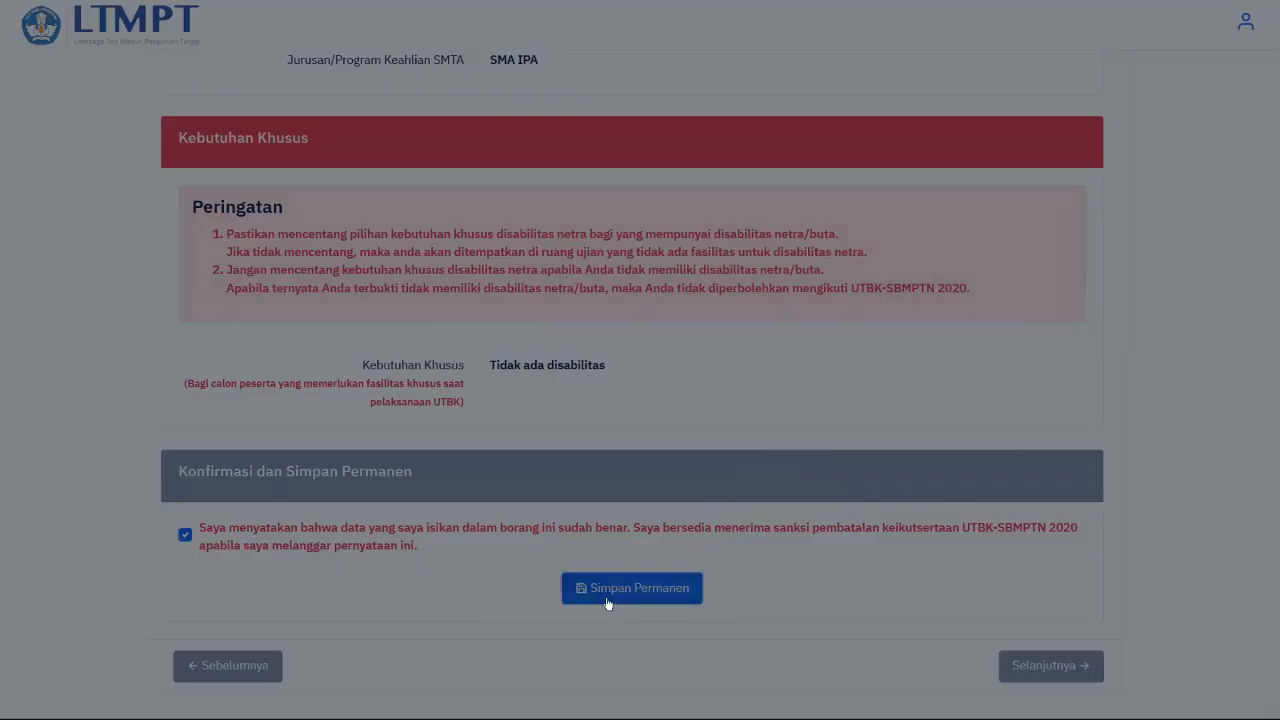 LTMPT
Lembaga Tes Masuk Perguruan Tinggi
Jurusan/Program Keahlian SMTA SMA IPA
Kebutuhan Khusus
Peringatan
1. Pastikan mencentang pilihan kebutuhan khusus disabilitas netra bagi yang mempunyai disabilitas netra/buta.
Jika tidak mencentang, maka anda akan ditempatkan di ruang ujian yang tidak ada fasilitas untuk disabilitas netra.
2. Jangan mencentang kebutuhan khusus disabilitas netra apabila Anda tidak memiliki disabilitas netra/buta.
Apabila ternyata Anda terbukti tidak memiliki disabilitas netra/buta, maka Anda tidak diperbolehkan mengikuti UTBK-SBMPTN 2020.
Kebutuhan Khusus Tidak ada disabilitas
(Bagi calon peserta yang memerlukan fasilitas khusus saat
pelaksanaan UTBK)
Konfirmasi dan Simpan Permanen
Saya menyatakan bahwa data yang saya isikan dalam borang ini sudah benar. Saya bersedia menerima sanksi pembatalan keikutsertaan UTBK-SBMPTN 2020
apabila saya melanggar pernyataan ini.
Simpan Permanen
← Sebelumnya
Selanjutnya →